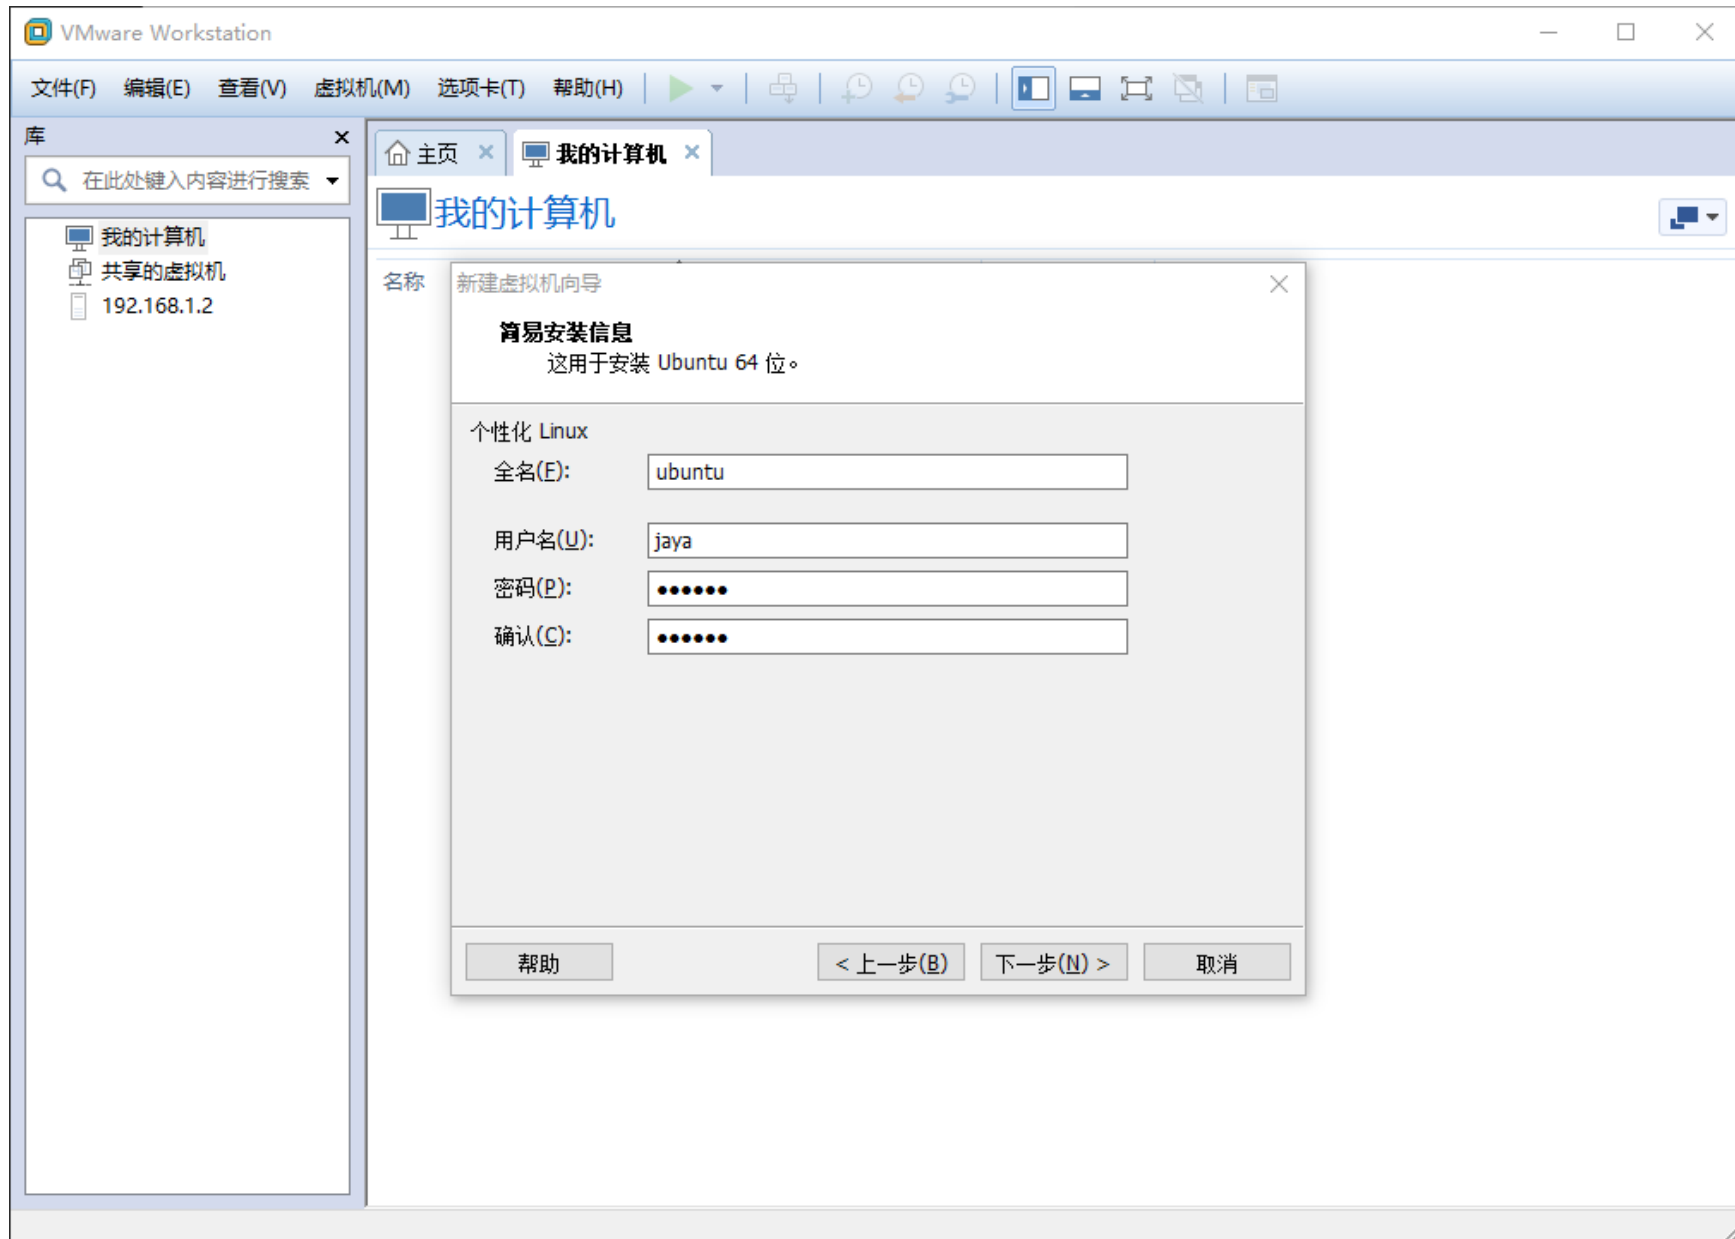 VMware Workstation
文件(F) 编辑(E) 查看(V) 虚拟机(M) 选项卡(T) 帮助(H)
库
在此处键入内容进行搜索
我的计算机
共享的虚拟机
192.168.1.2
主页 我的计算机
我的计算机
名称
新建虚拟机向导
简易安装信息
这用于安装 Ubuntu 64 位。
个性化 Linux
全名(F): ubuntu
用户名(U): jaya
密码(P): ●●●●●●
确认(C): ●●●●●●
帮助 < 上一步(B) 下一步(N) > 取消